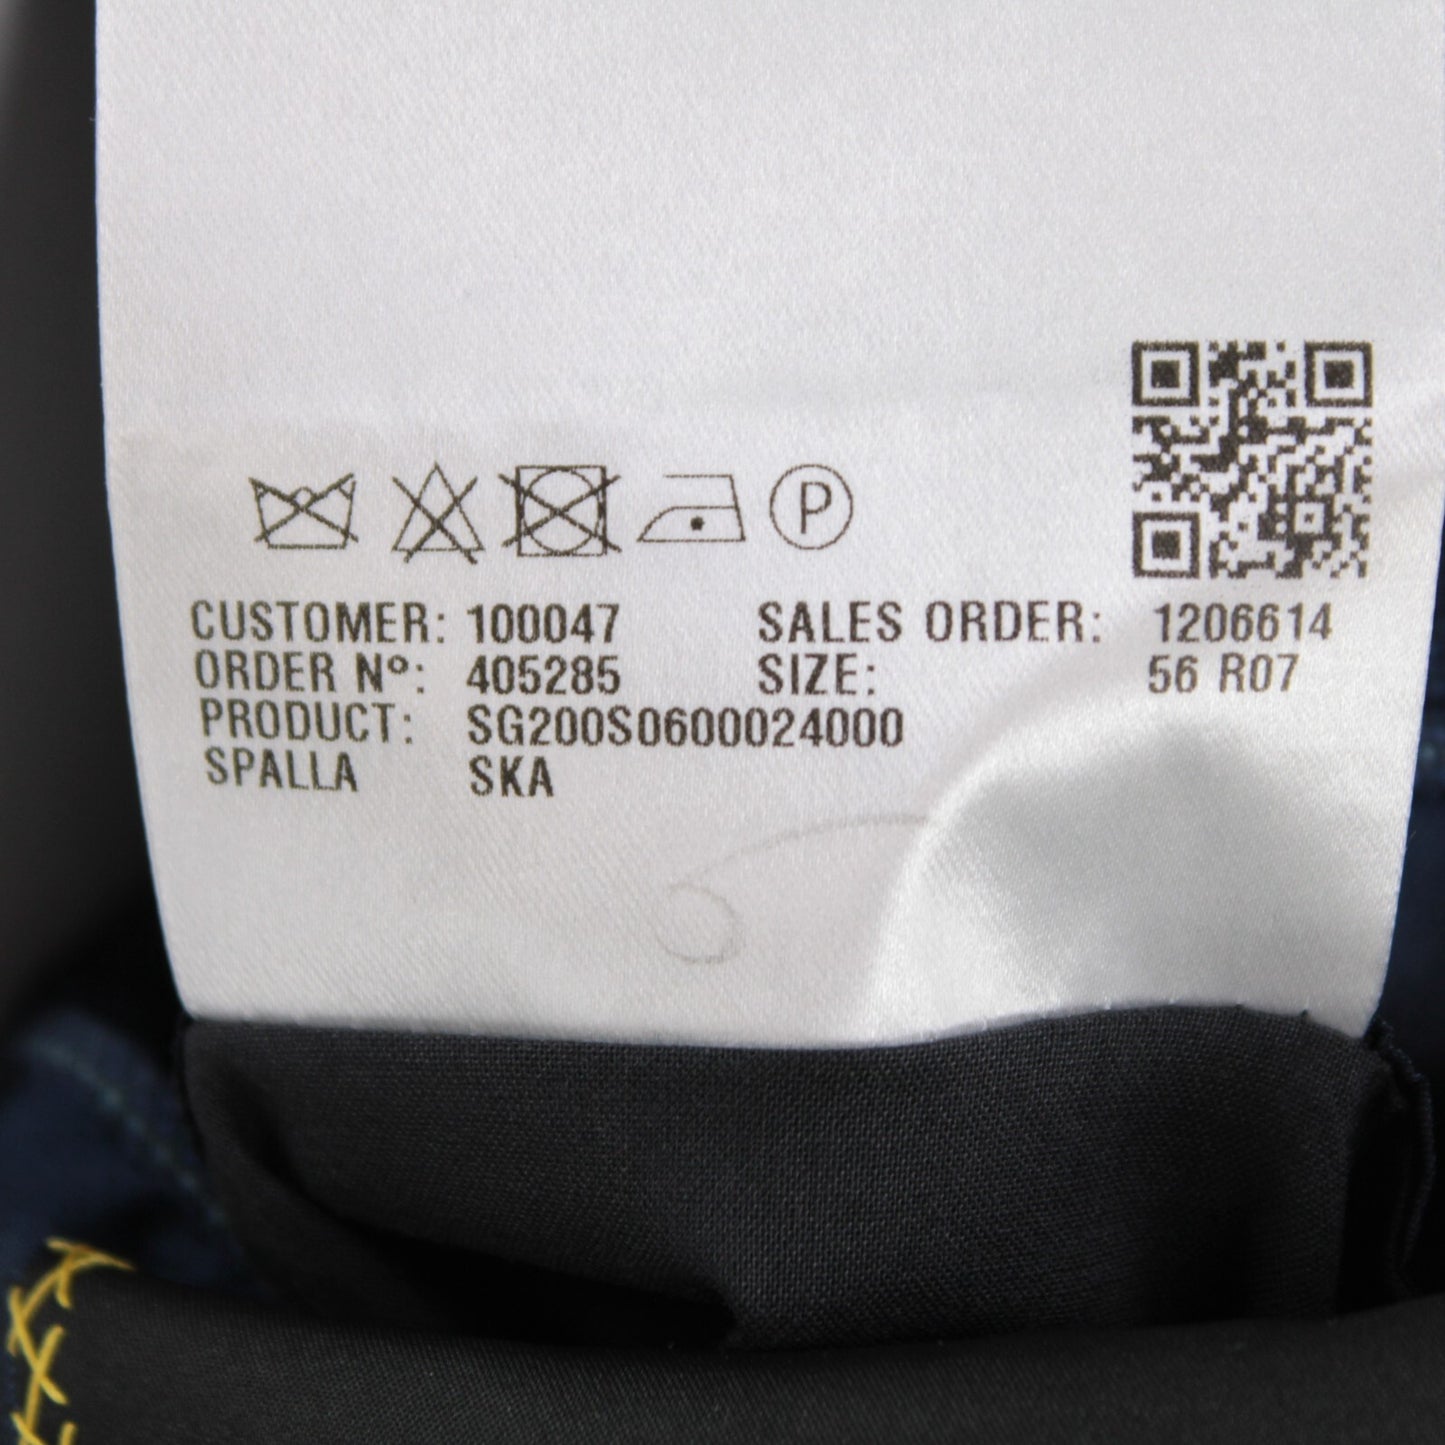 P
CUSTOMER: 100047 SALES ORDER: 1206614
ORDER Nº: 405285 SIZE: 56 R07
PRODUCT: SG200S0600024000
SPALLA SKA